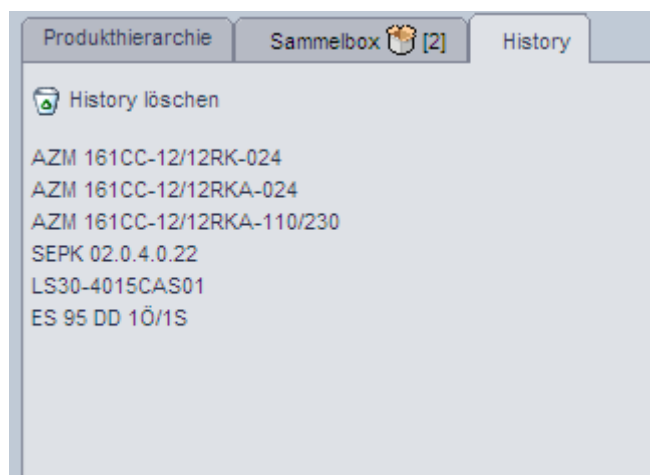 Produkthierarchie
Sammelbox [2]
History
History löschen
AZM 161CC-12/12RK-024
AZM 161CC-12/12RKA-024
AZM 161CC-12/12RKA-110/230
SEPK 02.0.4.0.22
LS30-4015CAS01
ES 95 DD 1Ö/1S